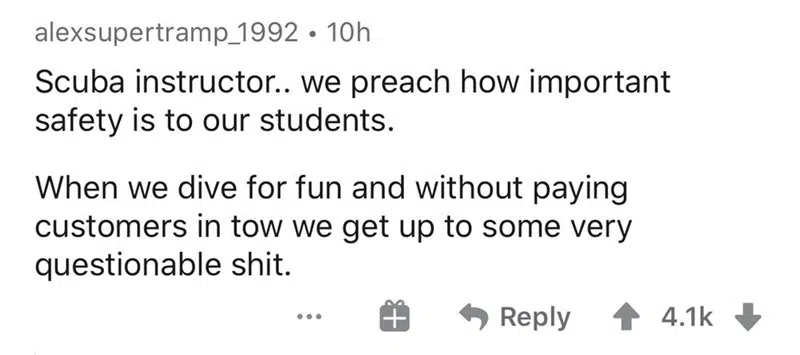 alexsupertramp_1992 • 10h
Scuba instructor.. we preach how important
safety is to our students.
When we dive for fun and without paying
customers in tow we get up to some very
questionable shit.
... Reply 4.1k